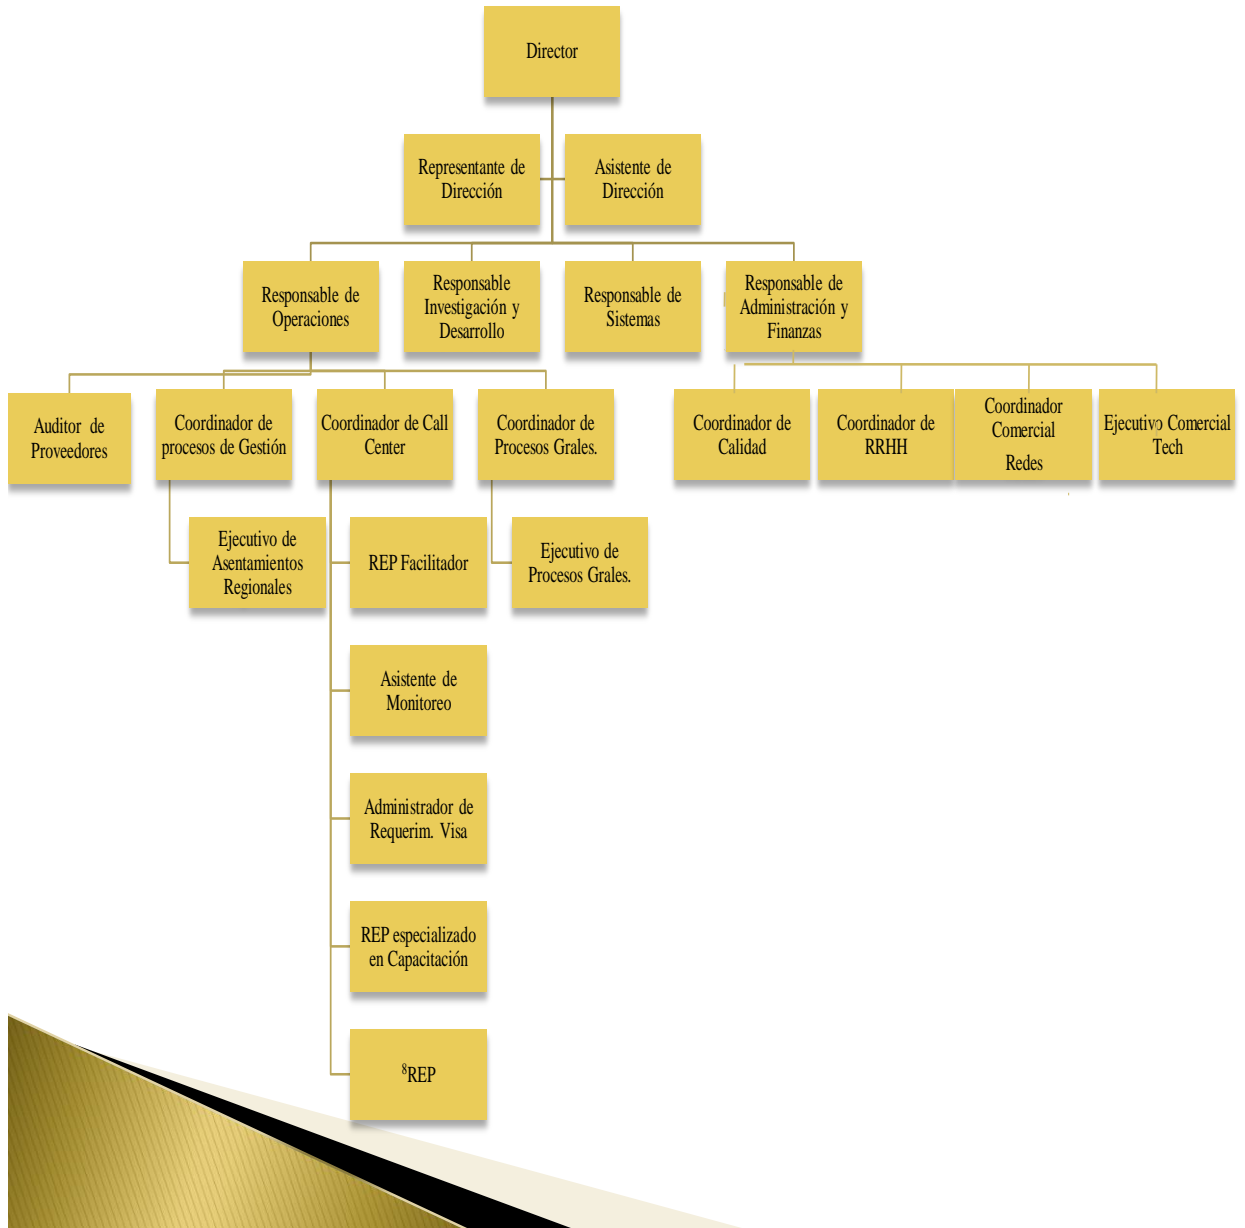 Director
Representante de
Dirección
Asistente de
Dirección
Responsable de
Operaciones
Responsable
Investigación y
Desarrollo
Responsable de
Sistemas
Responsable de
Administración y
Finanzas
Auditor de
Proveedores
Coordinador de
procesos de Gestión
Coordinador de Call
Center
Coordinador de
Procesos Grales.
Coordinador de
Calidad
Coordinador de
RRHH
Coordinador
Comercial
Redes
Ejecutivo Comercial
Tech
Ejecutivo de
Asentamientos
Regionales
REP Facilitador
Ejecutivo de
Procesos Grales.
Asistente de
Monitoreo
Administrador de
Requerim. Visa
REP especializado
en Capacitación
⁸REP